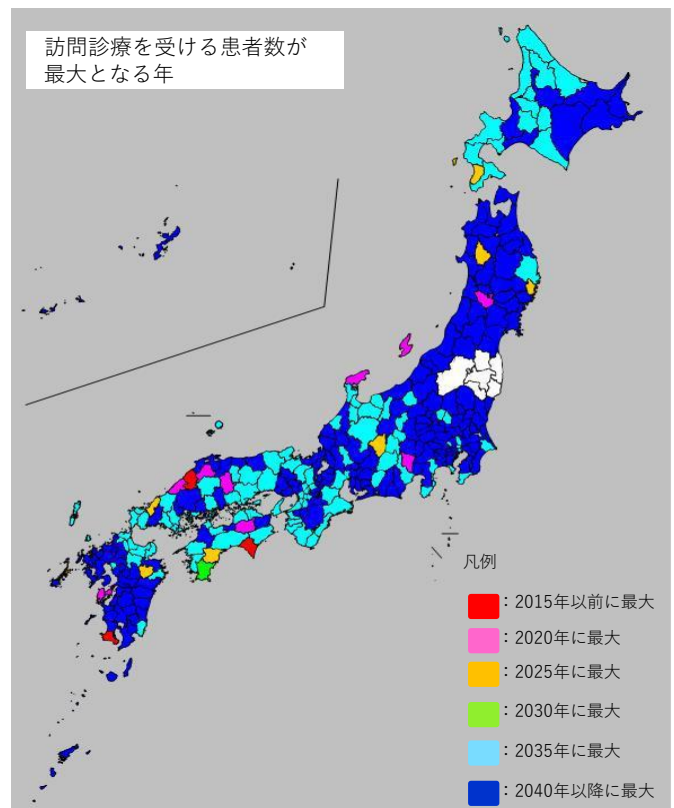 訪問診療を受ける患者数が
最大となる年
凡例
：2015年以前に最大
：2020年に最大
：2025年に最大
：2030年に最大
：2035年に最大
：2040年以降に最大